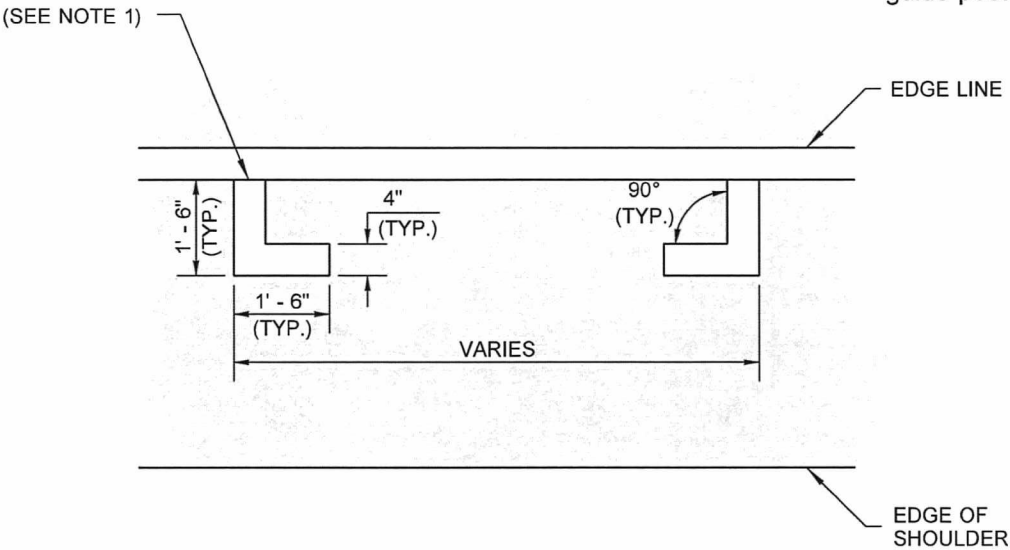 (SEE NOTE 1)
EDGE LINE
1' - 6"
(TYP.)
4"
(TYP.)
90°
(TYP.)
1' - 6"
(TYP.)
VARIES
EDGE OF
SHOULDER